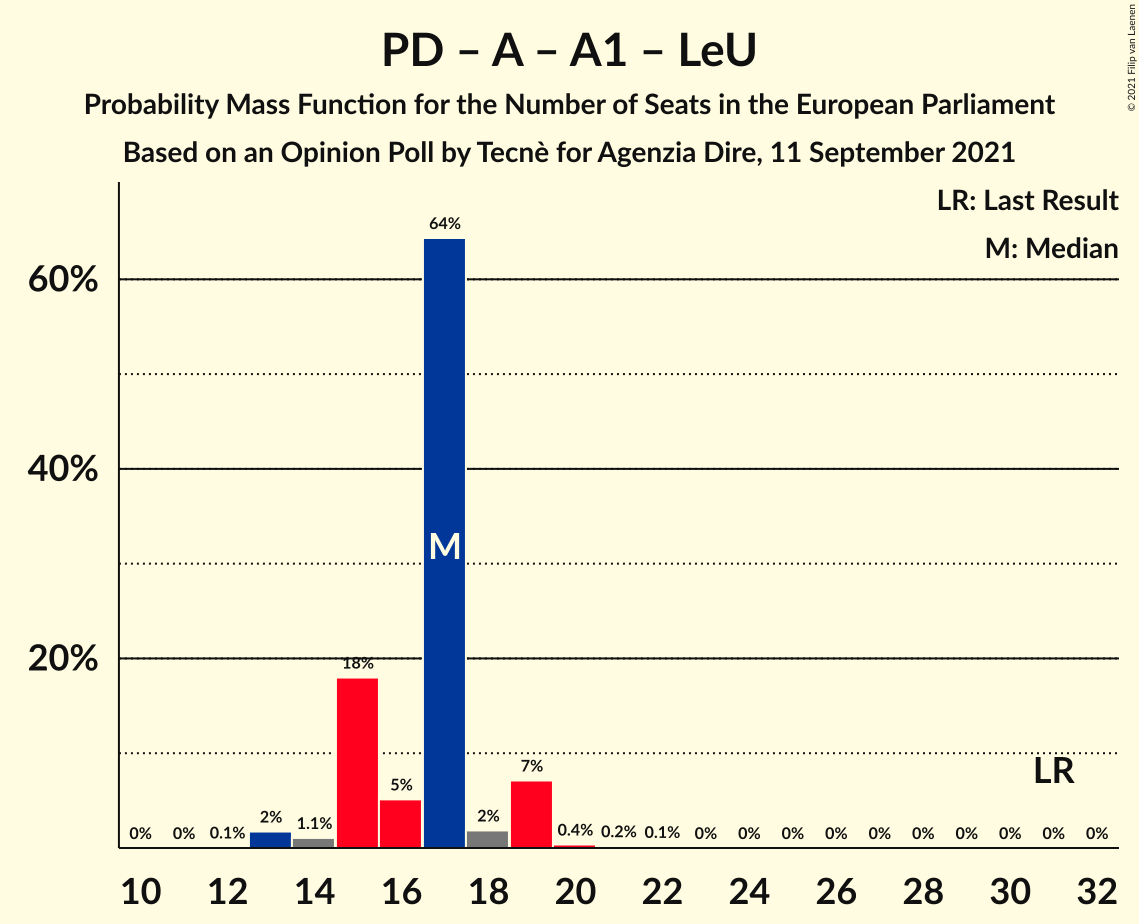 PD – A – A1 – LeU
Probability Mass Function for the Number of Seats in the European Parliament
Based on an Opinion Poll by Tecnè for Agenzia Dire, 11 September 2021
© 2021 Filip van Laenen
LR: Last Result
M: Median
60%
40%
20%
0% 0% 0.1% 2% 1.1% 18% 5% 64% 2% 7% 0.4% 0.2% 0.1% 0% 0% 0% 0% 0% 0% 0% 0% 0% 0%
M
LR
10 12 14 16 18 20 22 24 26 28 30 32